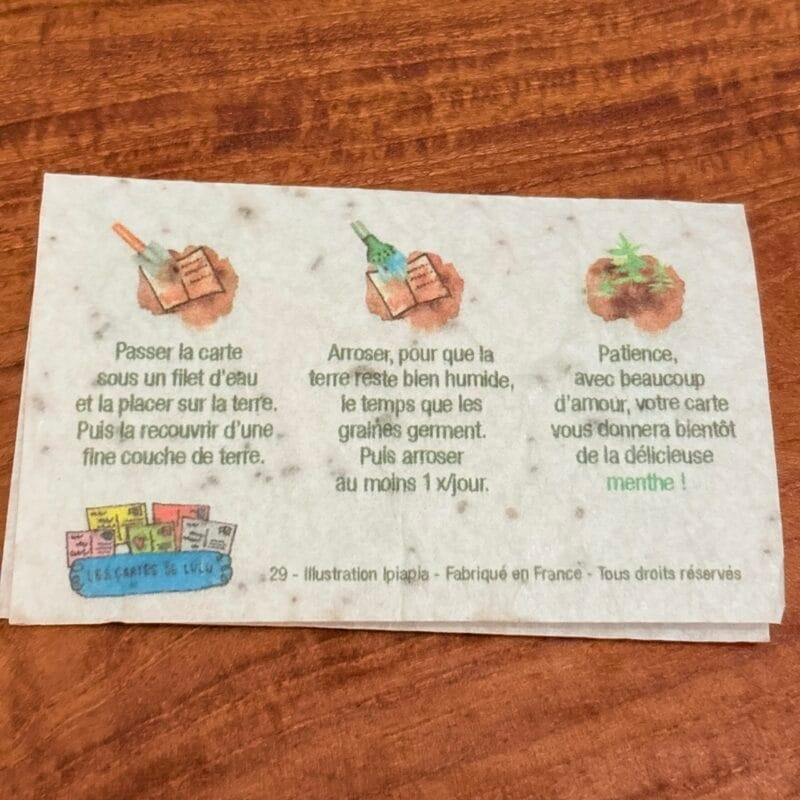 Passer la carte
sous un filet d'eau
et la placer sur la terre.
Puis la recouvrir d'une
fine couche de terre.
Arroser, pour que la
terre reste bien humide,
le temps que les
graines germent.
Puis arroser
au moins 1 x/jour.
Patience,
avec beaucoup
d'amour, votre carte
vous donnera bientôt
de la délicieuse
menthe !
LES CARTES DE LULU
29 - Illustration Ipiapia - Fabriqué en France - Tous droits réservés